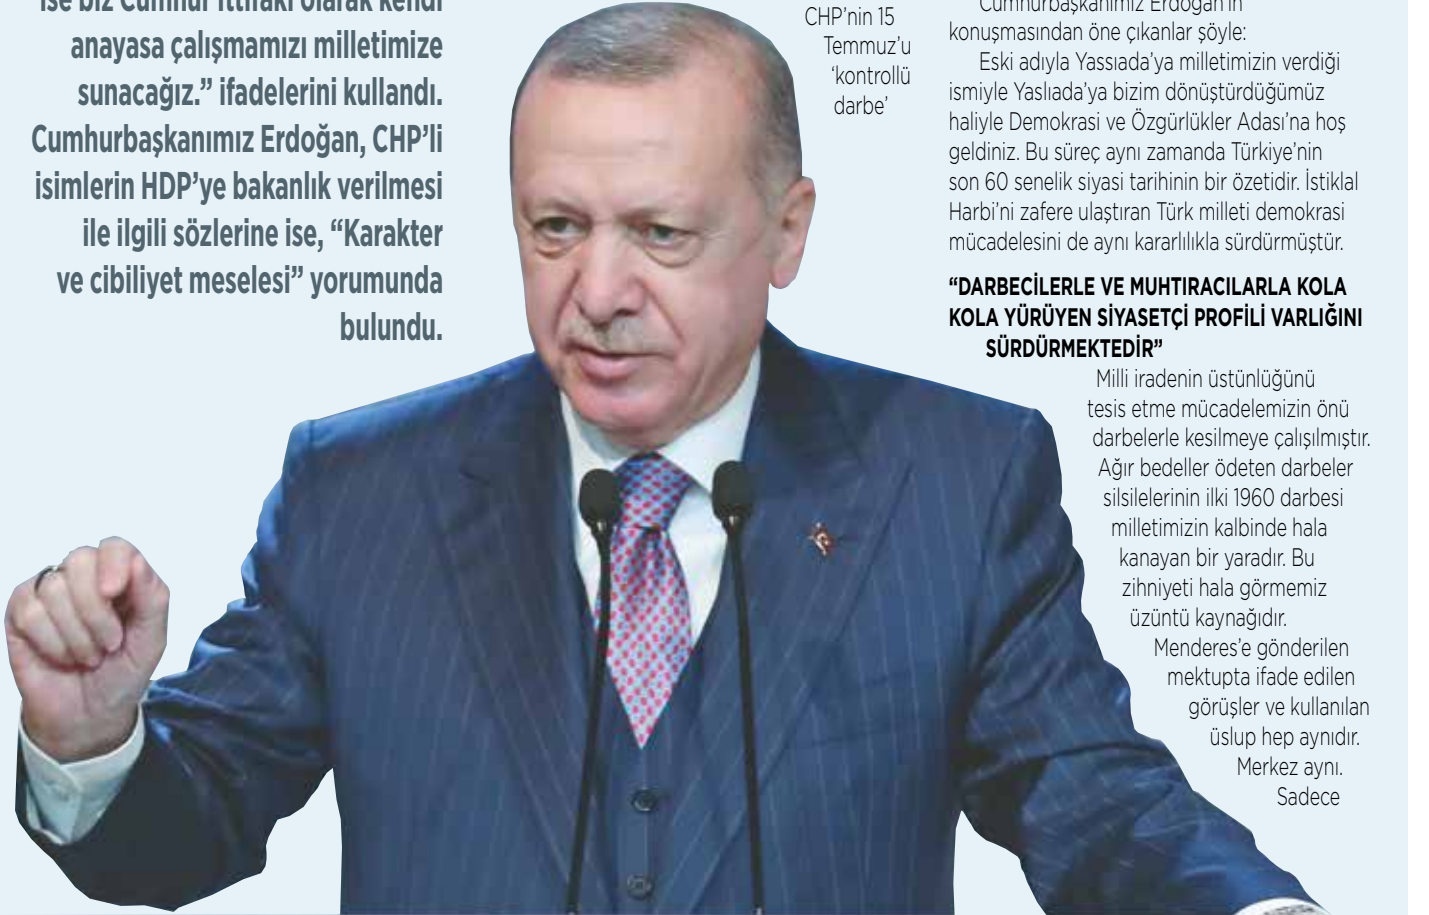 ise biz Cumhur İttifakı olarak kendi
anayasa çalışmamızı milletimize
sunacağız.” ifadelerini kullandı.
Cumhurbaşkanımız Erdoğan, CHP’li
isimlerin HDP’ye bakanlık verilmesi
ile ilgili sözlerine ise, “Karakter
ve cibiliyet meselesi” yorumunda
bulundu.
CHP’nin 15
Temmuz’u
‘kontrollü
darbe’
Cumhurbaşkanımız Erdoğan’ın
konuşmasından öne çıkanlar şöyle:
Eski adıyla Yassıada’ya milletimizin verdiği
ismiyle Yaslıada’ya bizim dönüştürdüğümüz
haliyle Demokrasi ve Özgürlükler Adası’na hoş
geldiniz. Bu süreç aynı zamanda Türkiye’nin
son 60 senelik siyasi tarihinin bir özetidir. İstiklal
Harbi’ni zafere ulaştıran Türk milleti demokrasi
mücadelesini de aynı kararlılıkla sürdürmüştür.
“DARBECİLERLE VE MUHTIRACILARLA KOLA
KOLA YÜRÜYEN SİYASETÇİ PROFİLİ VARLIĞINI
SÜRDÜRMEKTEDİR”
Milli iradenin üstünlüğünü
tesis etme mücadelemizin önü
darbelerle kesilmeye çalışılmıştır.
Ağır bedeller ödeten darbeler
silsilelerinin ilki 1960 darbesi
milletimizin kalbinde hala
kanayan bir yaradır. Bu
zihniyeti hala görmemiz
üzüntü kaynağıdır.
Menderes’e gönderilen
mektupta ifade edilen
görüşler ve kullanılan
üslup hep aynıdır.
Merkez aynı.
Sadece